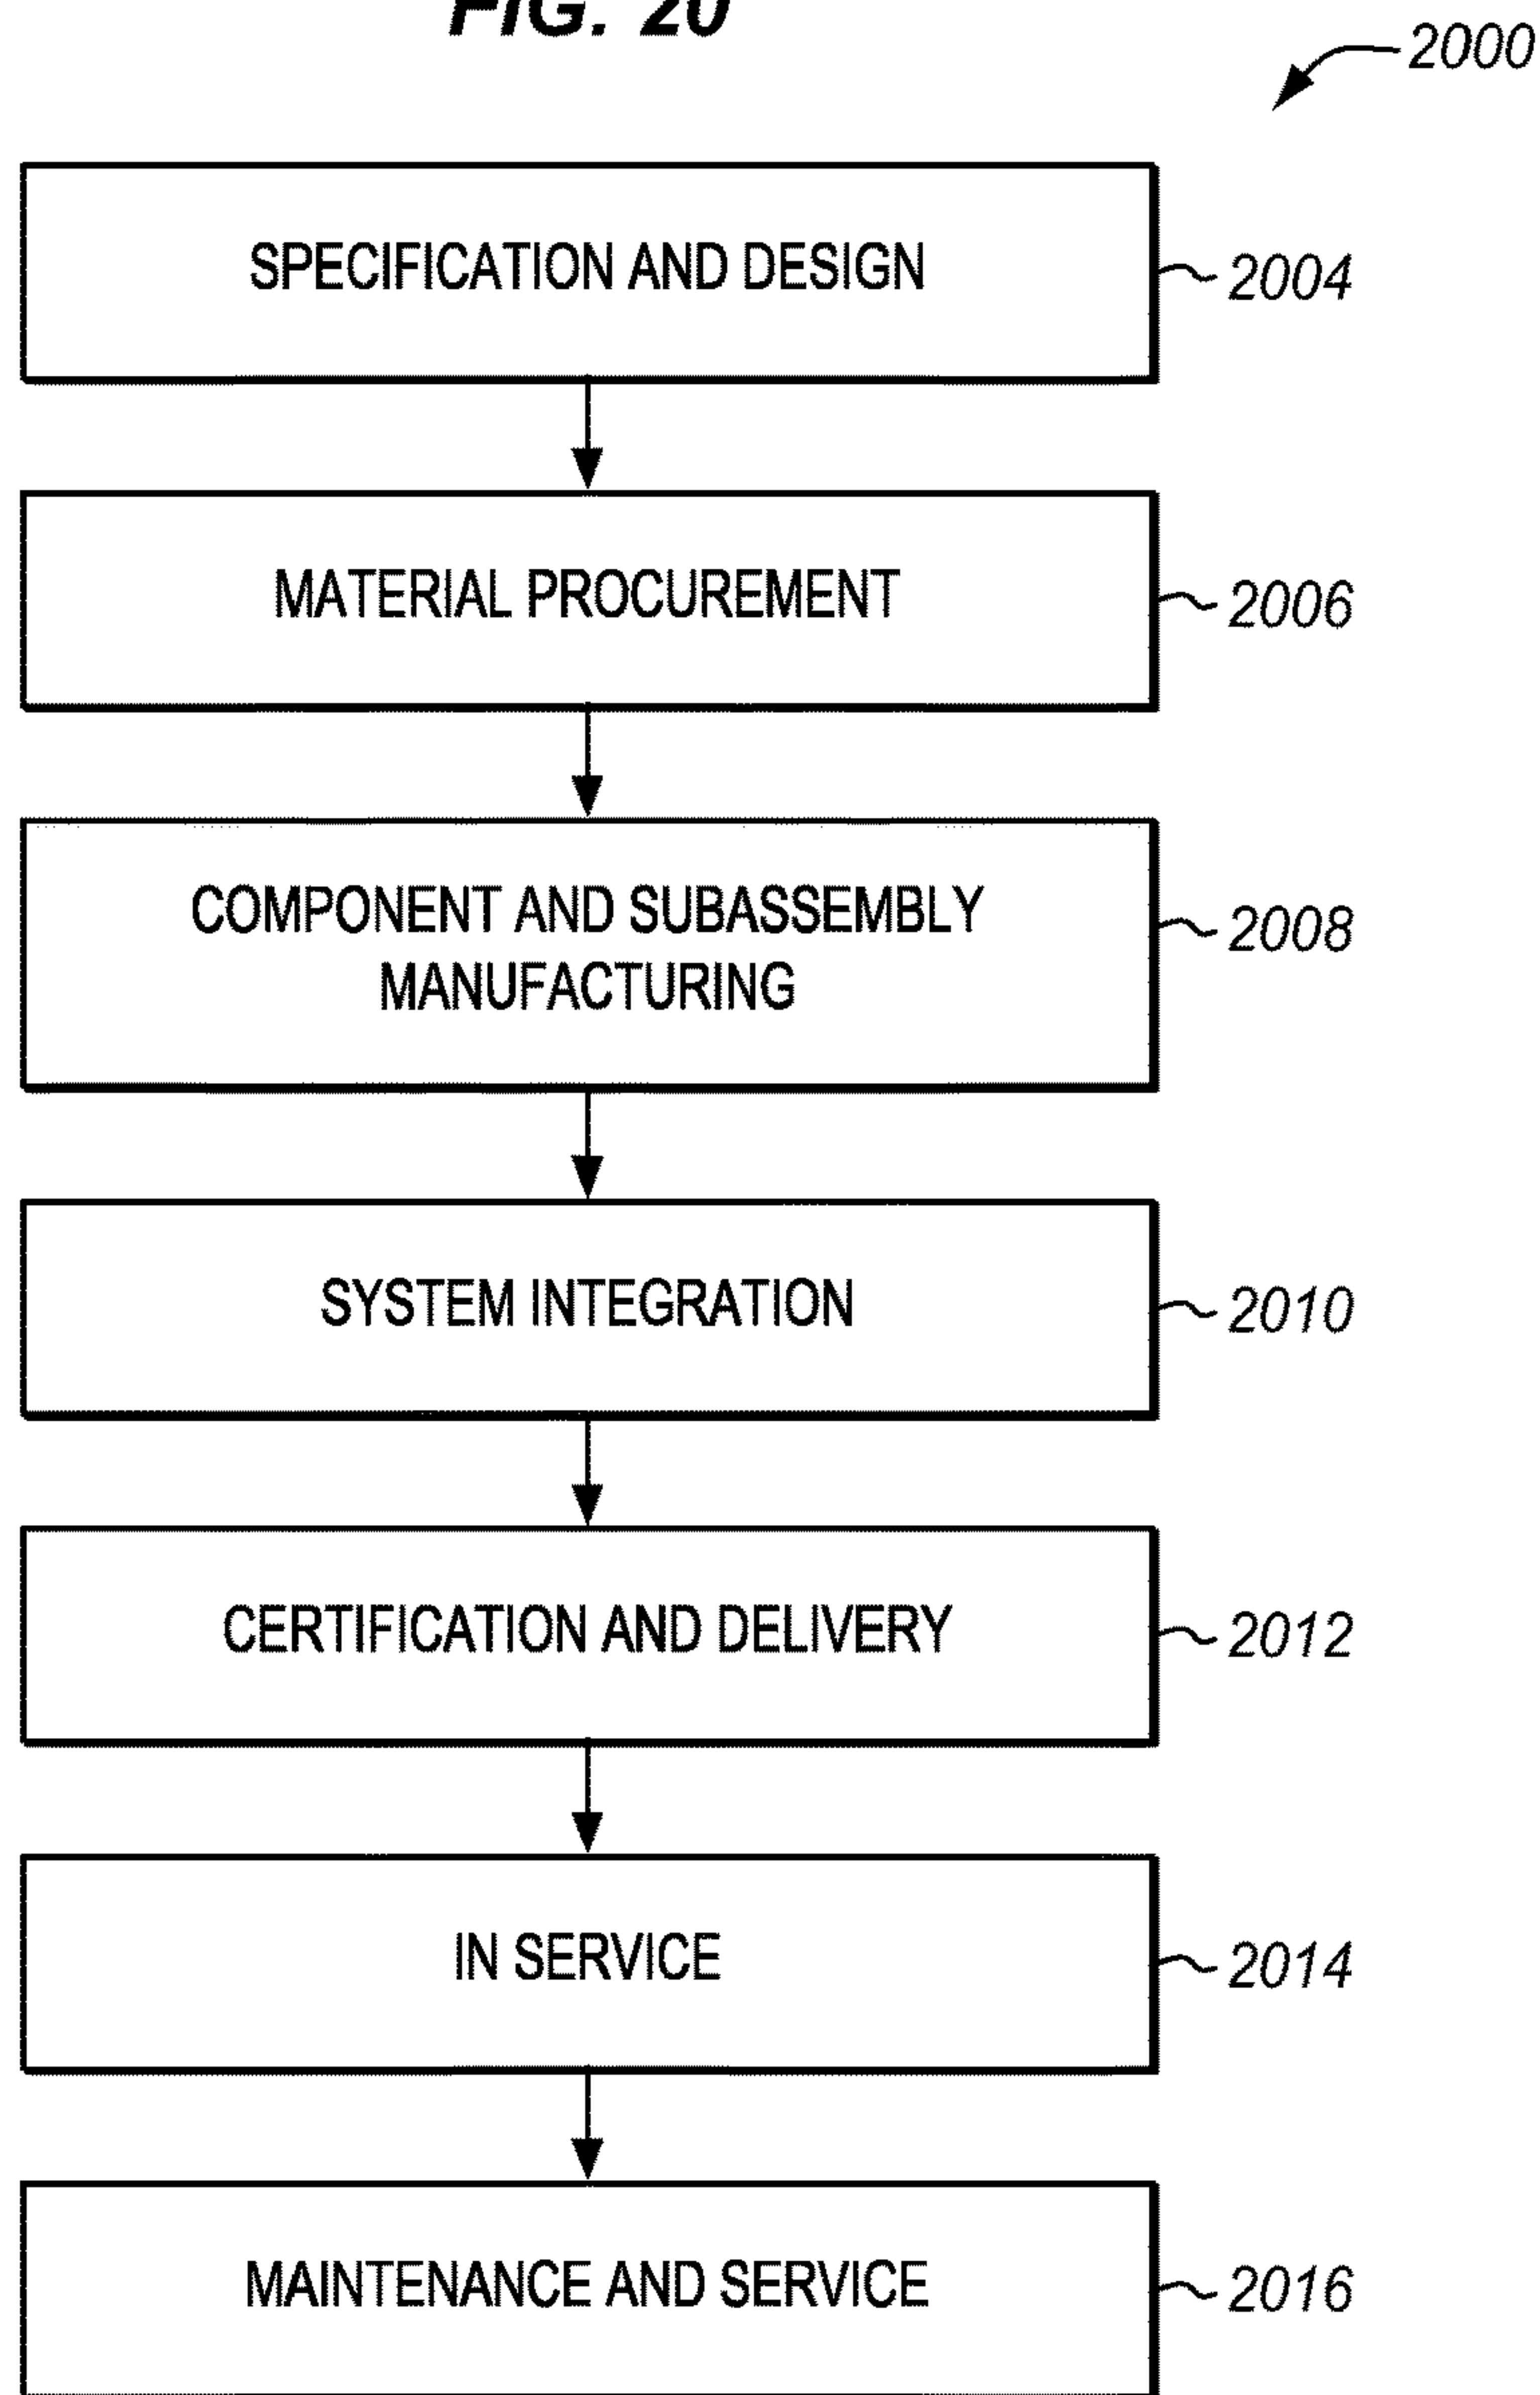 FIG. 20
2000
SPECIFICATION AND DESIGN
2004
MATERIAL PROCUREMENT
2006
COMPONENT AND SUBASSEMBLY
MANUFACTURING
2008
SYSTEM INTEGRATION
2010
CERTIFICATION AND DELIVERY
2012
IN SERVICE
2014
MAINTENANCE AND SERVICE
2016